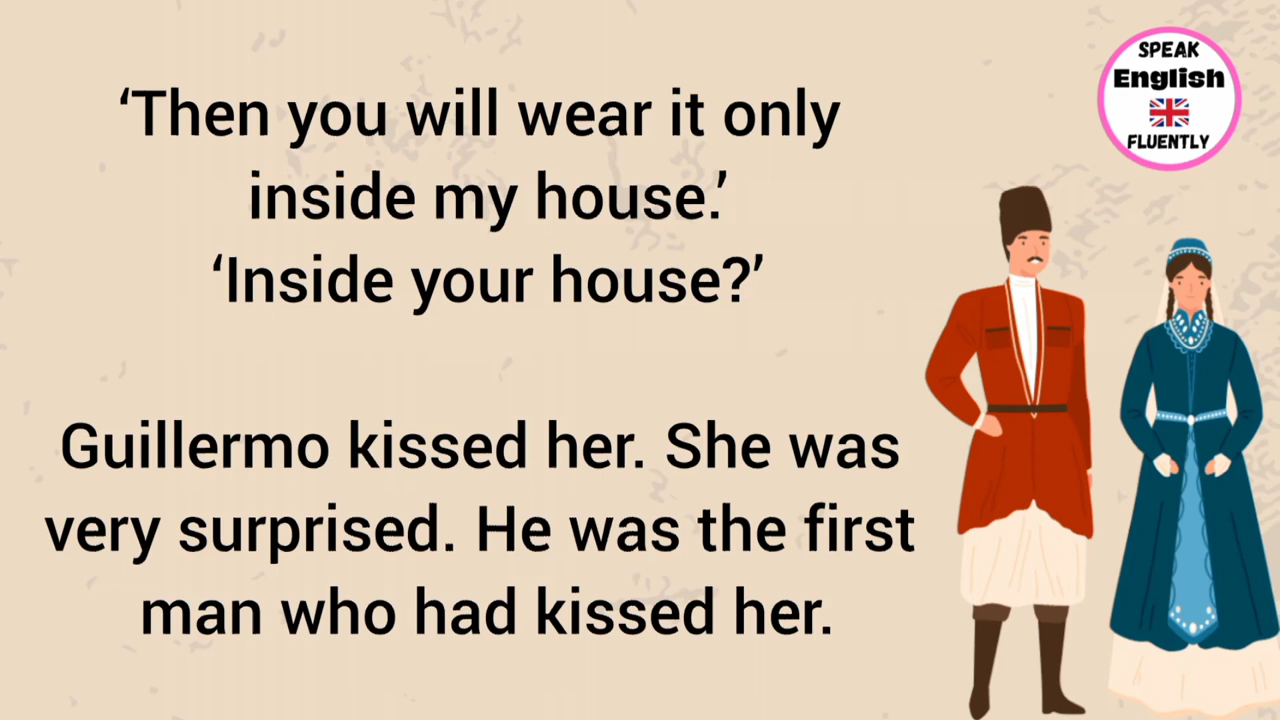 ‘Then you will wear it only
inside my house.’
‘Inside your house?’
Guillermo kissed her. She was
very surprised. He was the first
man who had kissed her.
SPEAK
English
FLUENTLY